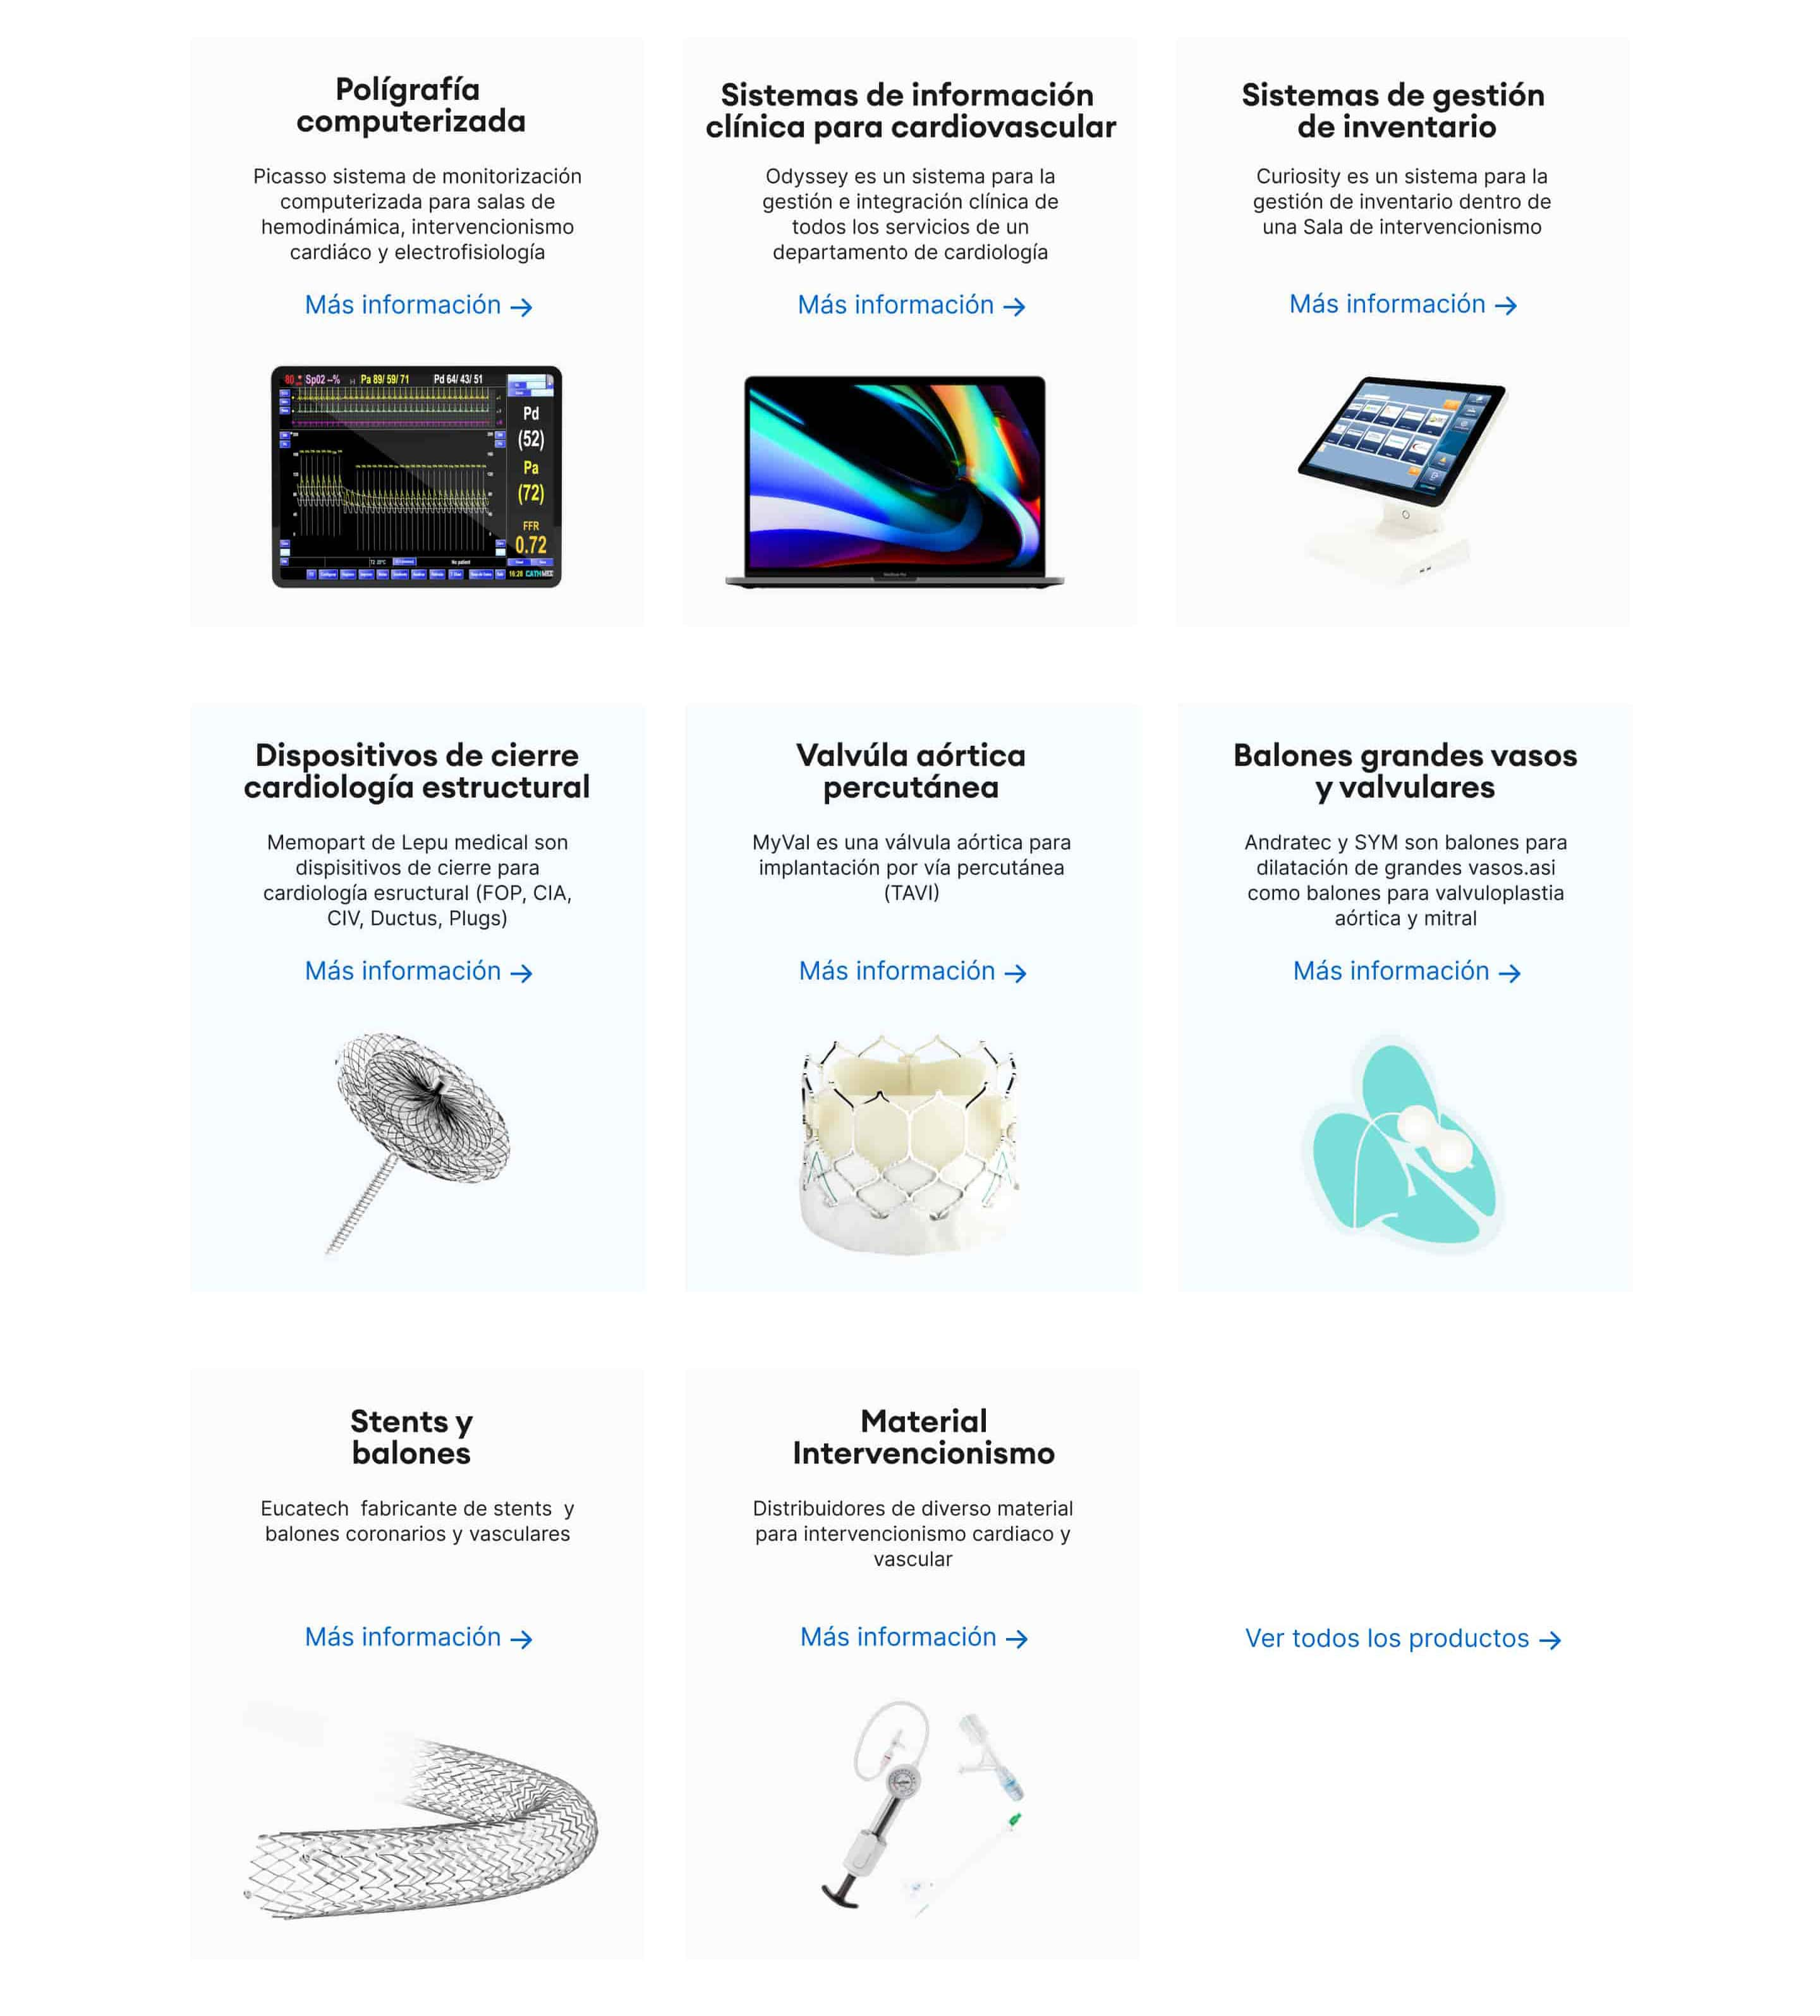 Polígrafía
computerizada
Picasso sistema de monitorización
computerizada para salas de
hemodinámica, intervencionismo
cardiáco y electrofisiología
Más información →
80 Sp02 --% Pa 89/ 59/ 71 Pd 64/ 43/ 51
Pd
(52)
Pa
(72)
FFR
0.72
No patient
16:28 CATHMED
Sistemas de información
clínica para cardiovascular
Odyssey es un sistema para la
gestión e integración clínica de
todos los servicios de un
departamento de cardiología
Más información →
MacBook Pro
Sistemas de gestión
de inventario
Curiosity es un sistema para la
gestión de inventario dentro de
una Sala de intervencionismo
Más información →
Dispositivos de cierre
cardiología estructural
Memopart de Lepu medical son
dispisitivos de cierre para
cardiología esructural (FOP, CIA,
CIV, Ductus, Plugs)
Más información →
Valvúla aórtica
percutánea
MyVal es una válvula aórtica para
implantación por vía percutánea
(TAVI)
Más información →
Balones grandes vasos
y valvulares
Andratec y SYM son balones para
dilatación de grandes vasos.asi
como balones para valvuloplastia
aórtica y mitral
Más información →
Stents y
balones
Eucatech fabricante de stents y
balones coronarios y vasculares
Más información →
Material
Intervencionismo
Distribuidores de diverso material
para intervencionismo cardiaco y
vascular
Más información →
Ver todos los productos →